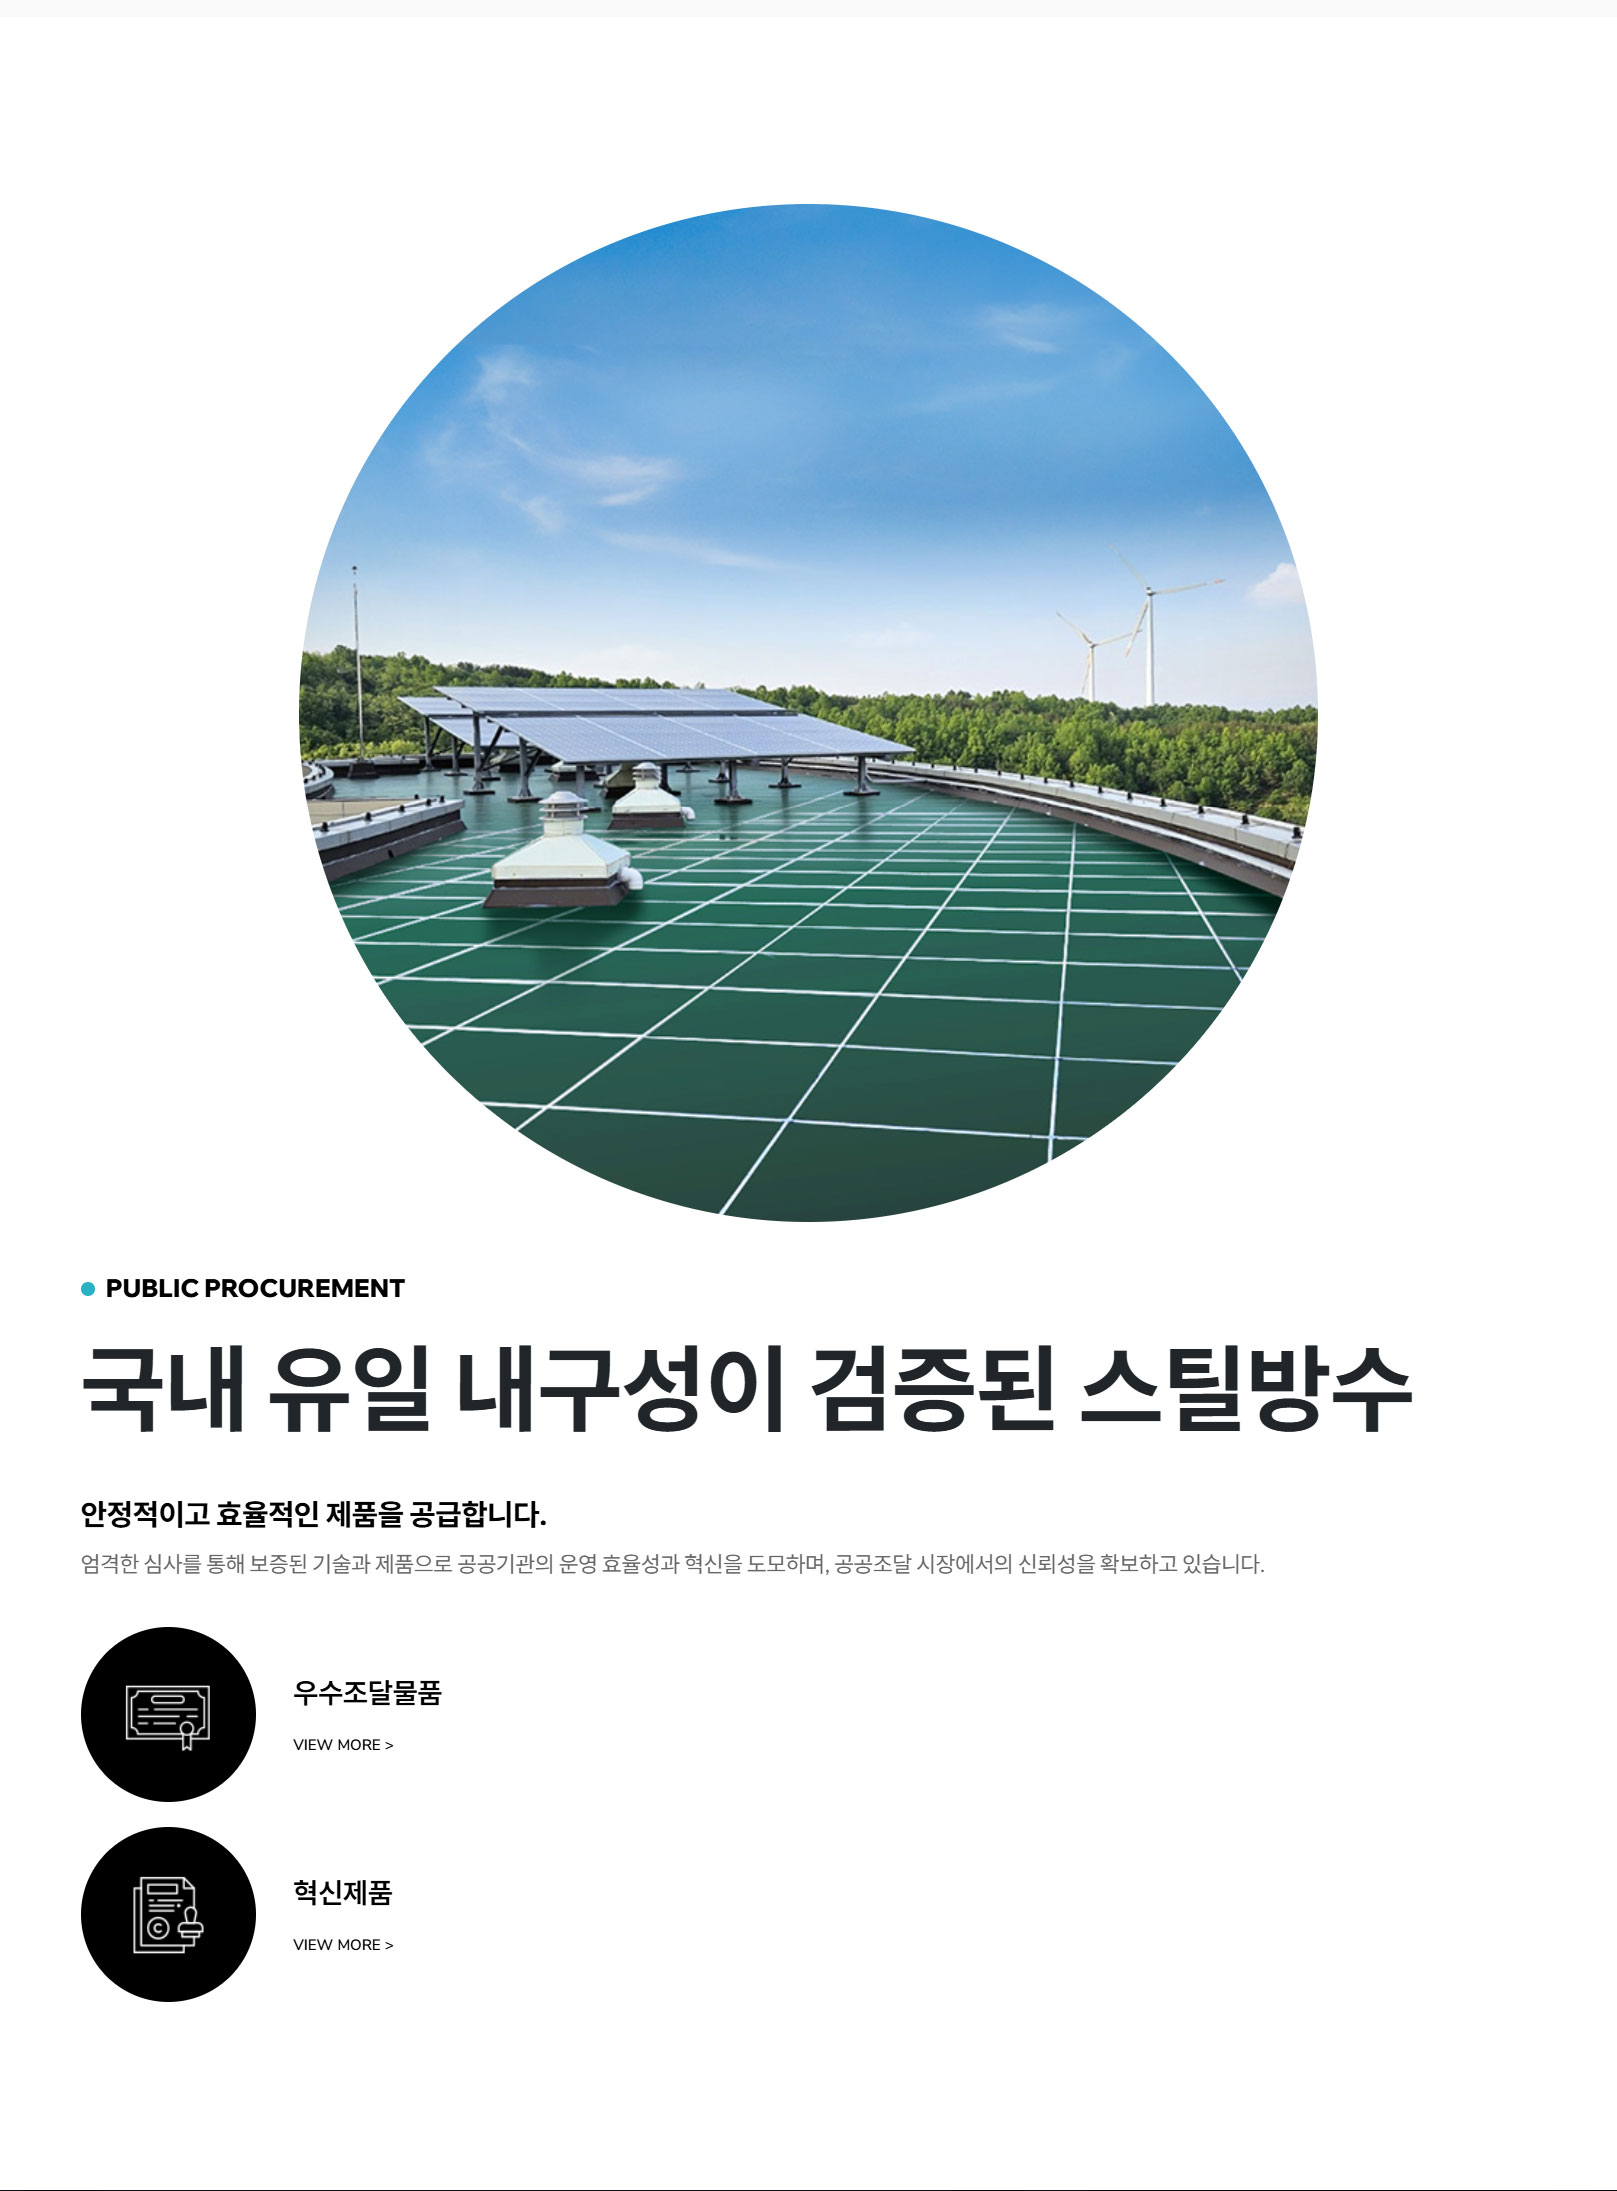 PUBLIC PROCUREMENT
국내 유일 내구성이 검증된 스틸방수
안정적이고 효율적인 제품을 공급합니다.
엄격한 심사를 통해 보증된 기술과 제품으로 공공기관의 운영 효율성과 혁신을 도모하며, 공공조달 시장에서의 신뢰성을 확보하고 있습니다.
우수조달물품
VIEW MORE >
혁신제품
VIEW MORE >